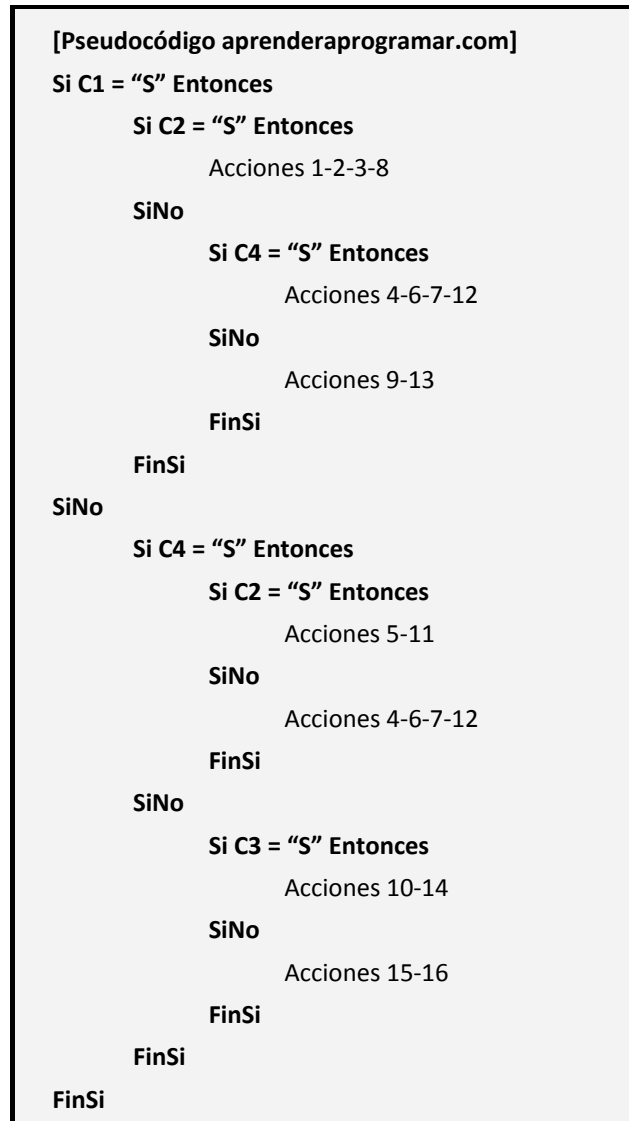 [Pseudocódigo aprenderaprogramar.com]
Si C1 = “S” Entonces
Si C2 = “S” Entonces
Acciones 1-2-3-8
SiNo
Si C4 = “S” Entonces
Acciones 4-6-7-12
SiNo
Acciones 9-13
FinSi
FinSi
SiNo
Si C4 = “S” Entonces
Si C2 = “S” Entonces
Acciones 5-11
SiNo
Acciones 4-6-7-12
FinSi
SiNo
Si C3 = “S” Entonces
Acciones 10-14
SiNo
Acciones 15-16
FinSi
FinSi
FinSi